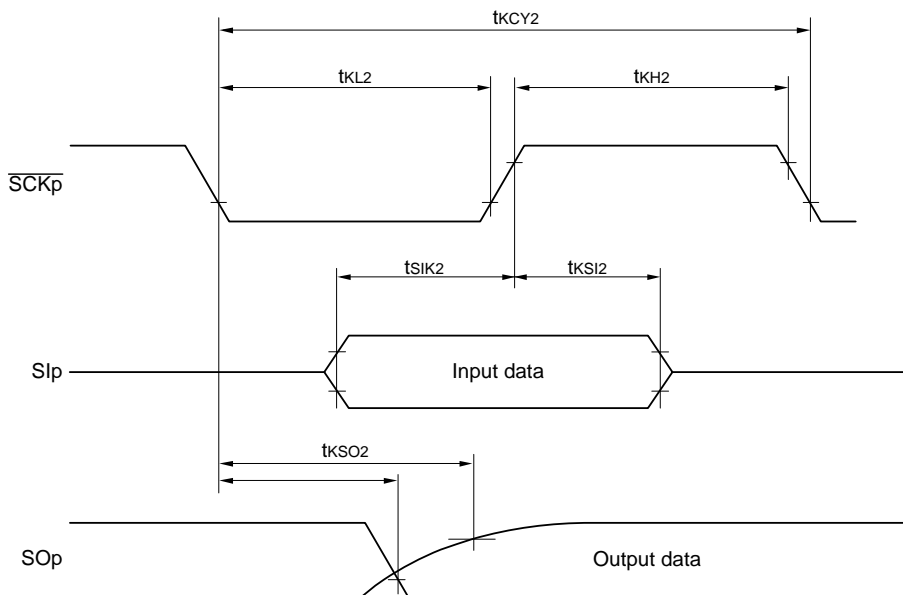 tKCY2
tKL2
tKH2
SCKp
tSIK2
tKSI2
SIp
Input data
tKSO2
SOp
Output data